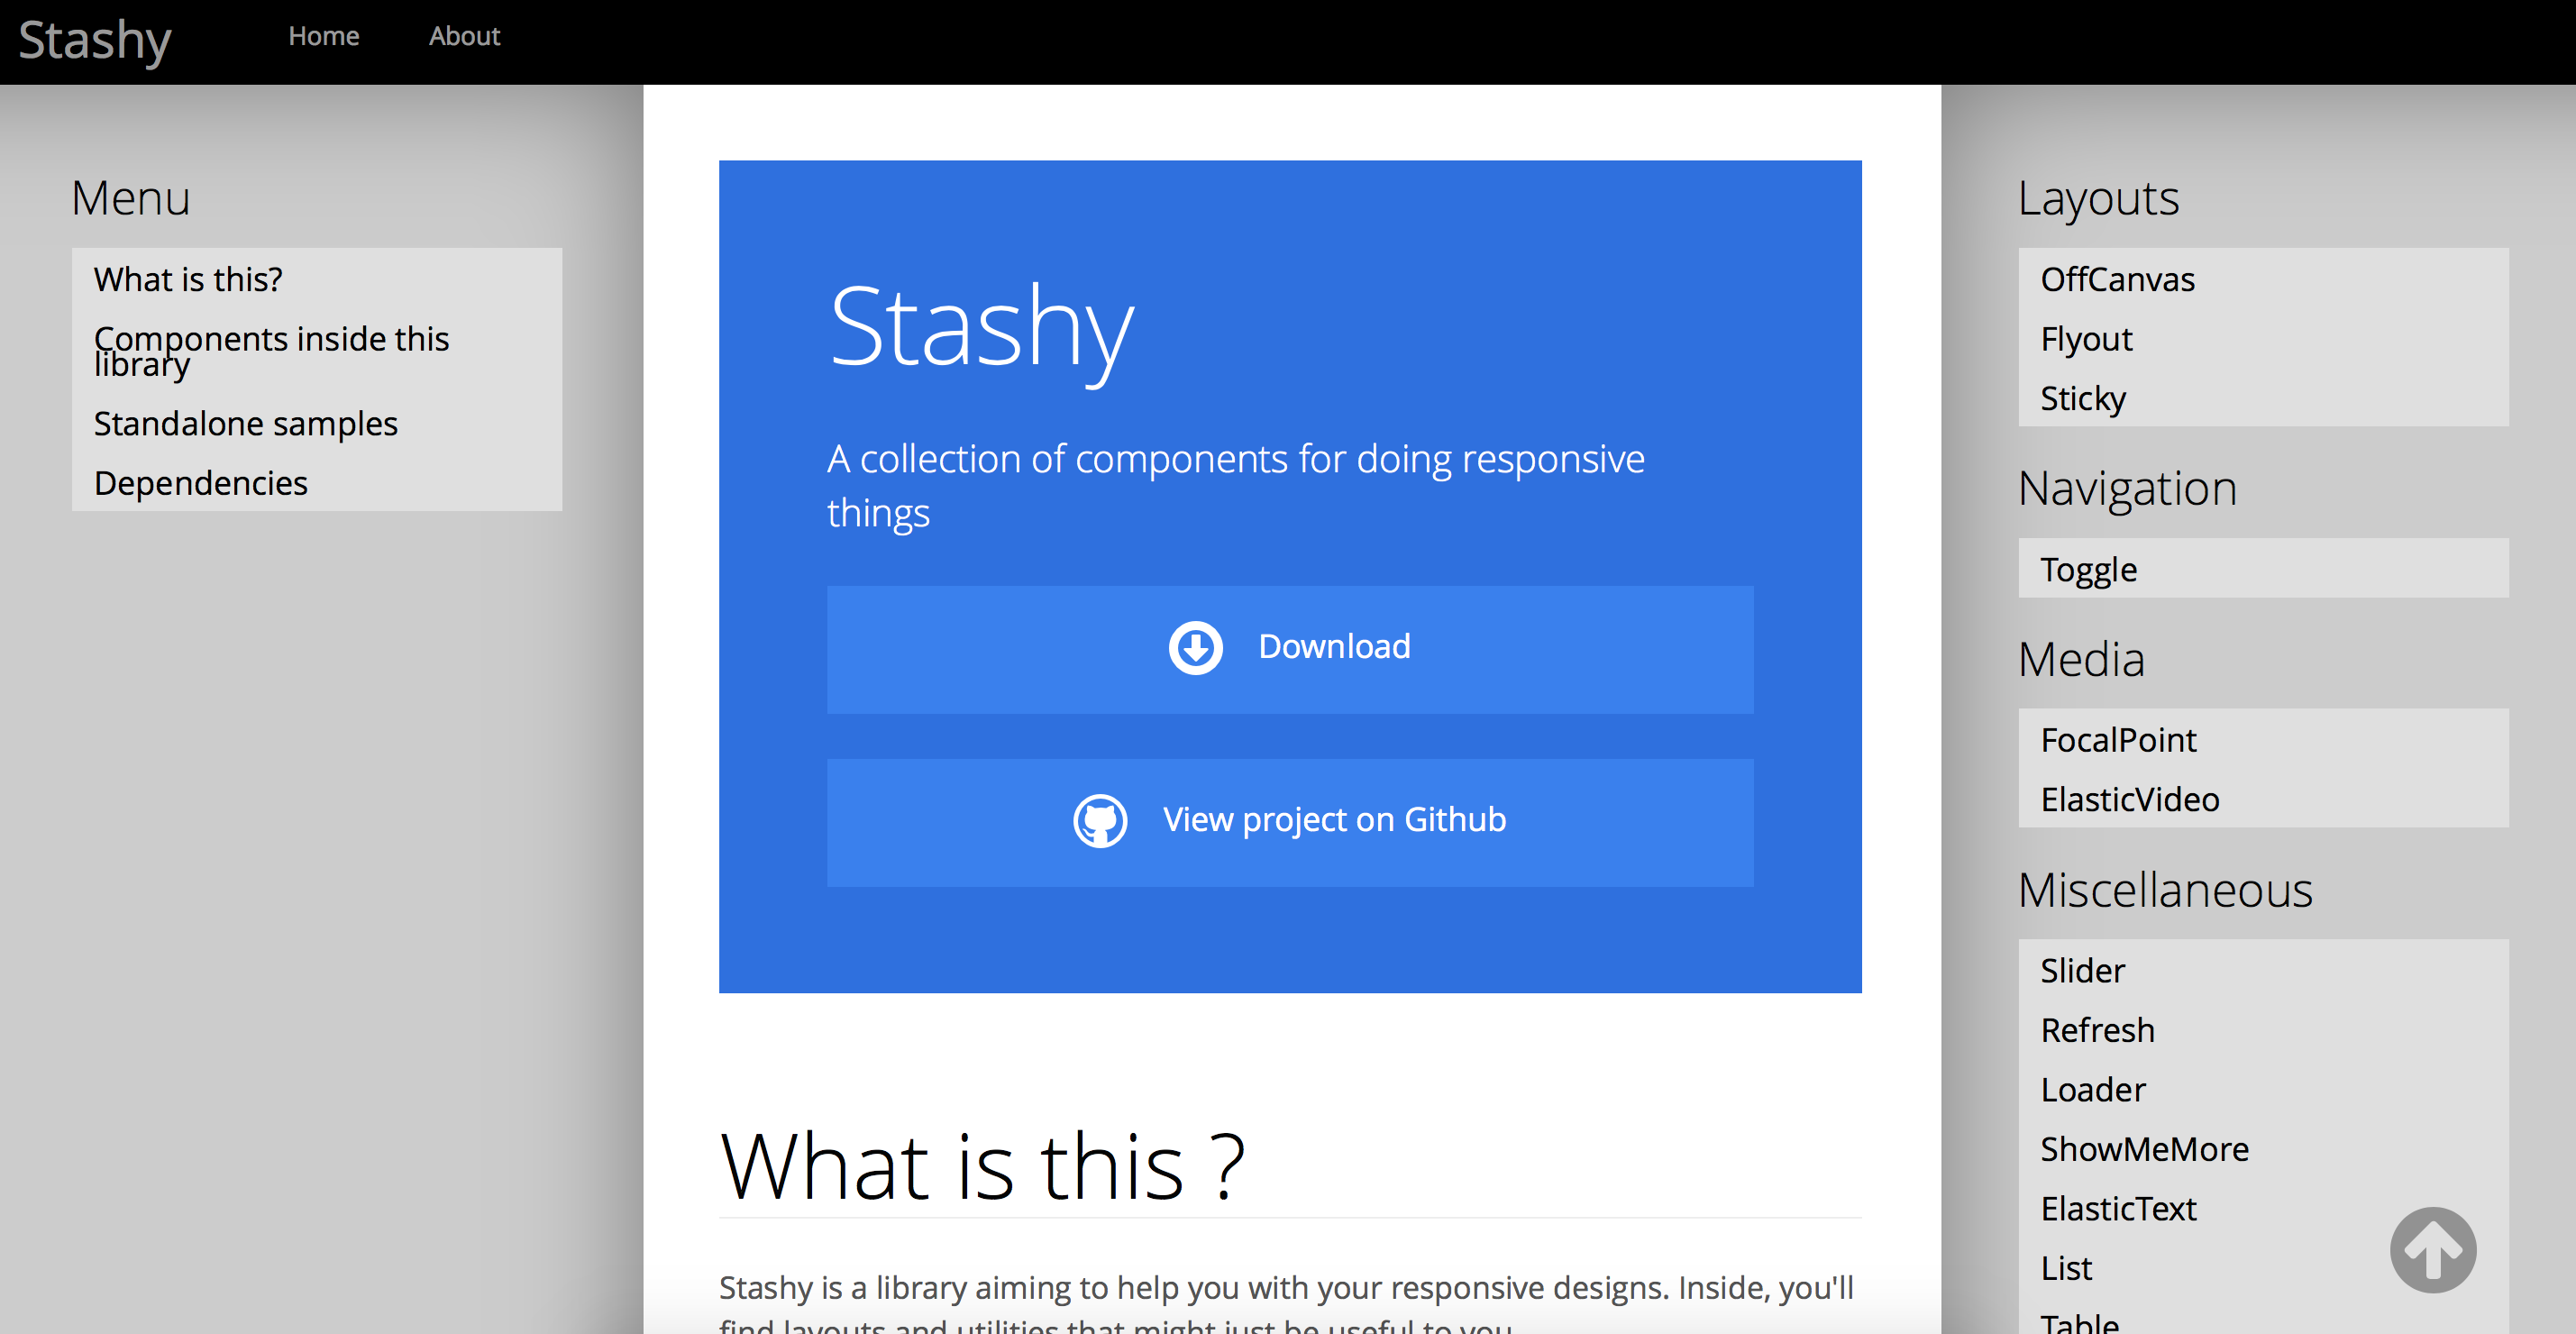 Stashy
Home
About
Menu
What is this?
Components inside this
library
Standalone samples
Dependencies
Stashy
A collection of components for doing responsive
things
Download
View project on Github
What is this ?
Stashy is a library aiming to help you with your responsive designs. Inside, you'll
find layouts and utilities that might just be useful to you
Layouts
OffCanvas
Flyout
Sticky
Navigation
Toggle
Media
FocalPoint
ElasticVideo
Miscellaneous
Slider
Refresh
Loader
ShowMeMore
ElasticText
List
Table